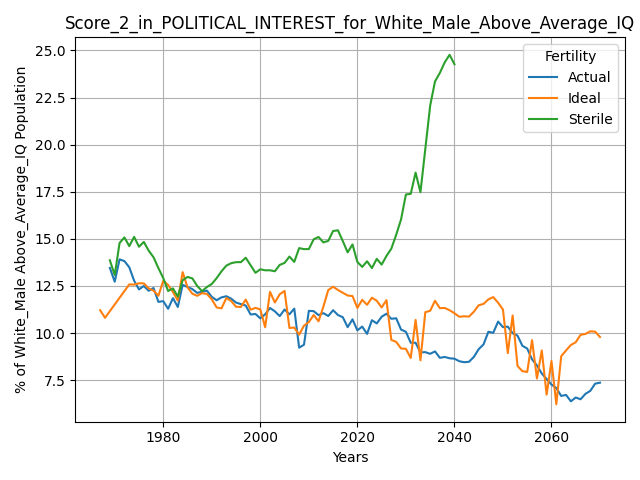 Score_2_in_POLITICAL_INTEREST_for_White_Male_Above_Average_IQ
% of White_Male Above_Average_IQ Population
25.0
22.5
20.0
17.5
15.0
12.5
10.0
7.5
Fertility
Actual
Ideal
Sterile
1980
2000
2020
2040
2060
Years